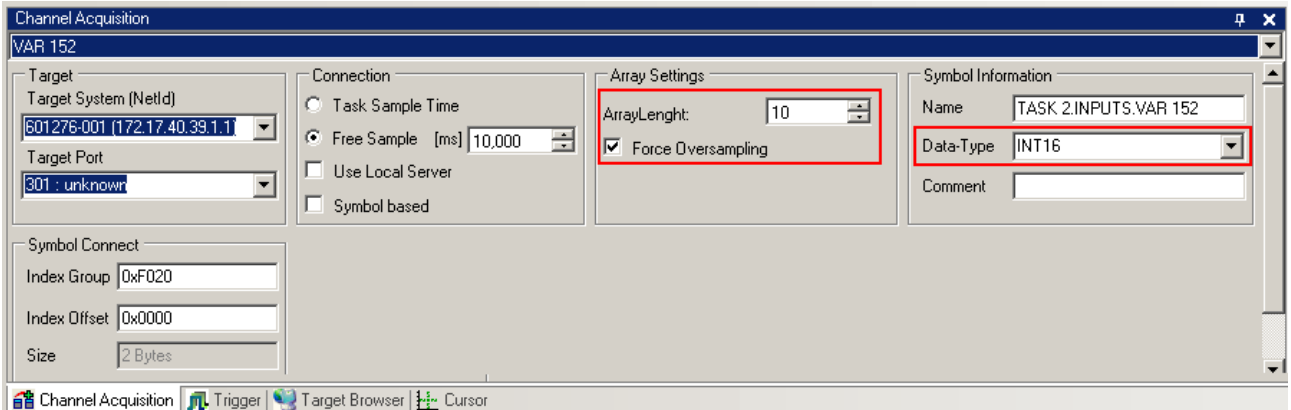 Channel Acquisition
VAR 152
Target
Target System (NetId)
601276-001 (172.17.40.39.1.1)
Target Port
301 : unknown
Connection
Task Sample Time
Free Sample [ms] 10,000
Use Local Server
Symbol based
Array Settings
ArrayLenght: 10
Force Oversampling
Symbol Information
Name TASK 2.INPUTS.VAR 152
Data-Type INT16
Comment
Symbol Connect
Index Group 0xF020
Index Offset 0x0000
Size 2 Bytes
Channel Acquisition Trigger Target Browser Cursor